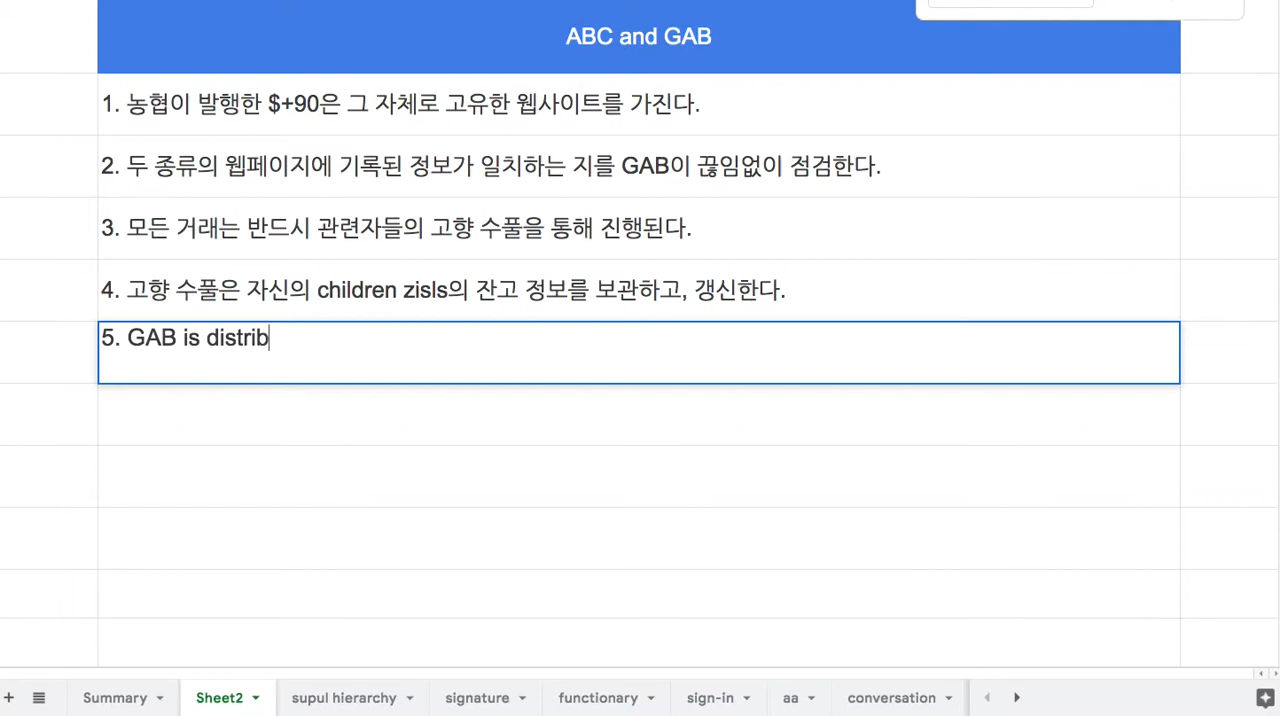 ABC and GAB
1. 농협이 발행한 $+90은 그 자체로 고유한 웹사이트를 가진다.
2. 두 종류의 웹페이지에 기록된 정보가 일치하는 지를 GAB이 끊임없이 점검한다.
3. 모든 거래는 반드시 관련자들의 고향 수풀을 통해 진행된다.
4. 고향 수풀은 자신의 children zisls의 잔고 정보를 보관하고, 갱신한다.
5. GAB is distrib
Summary Sheet2 supul hierarchy signature functionary sign-in aa conversation